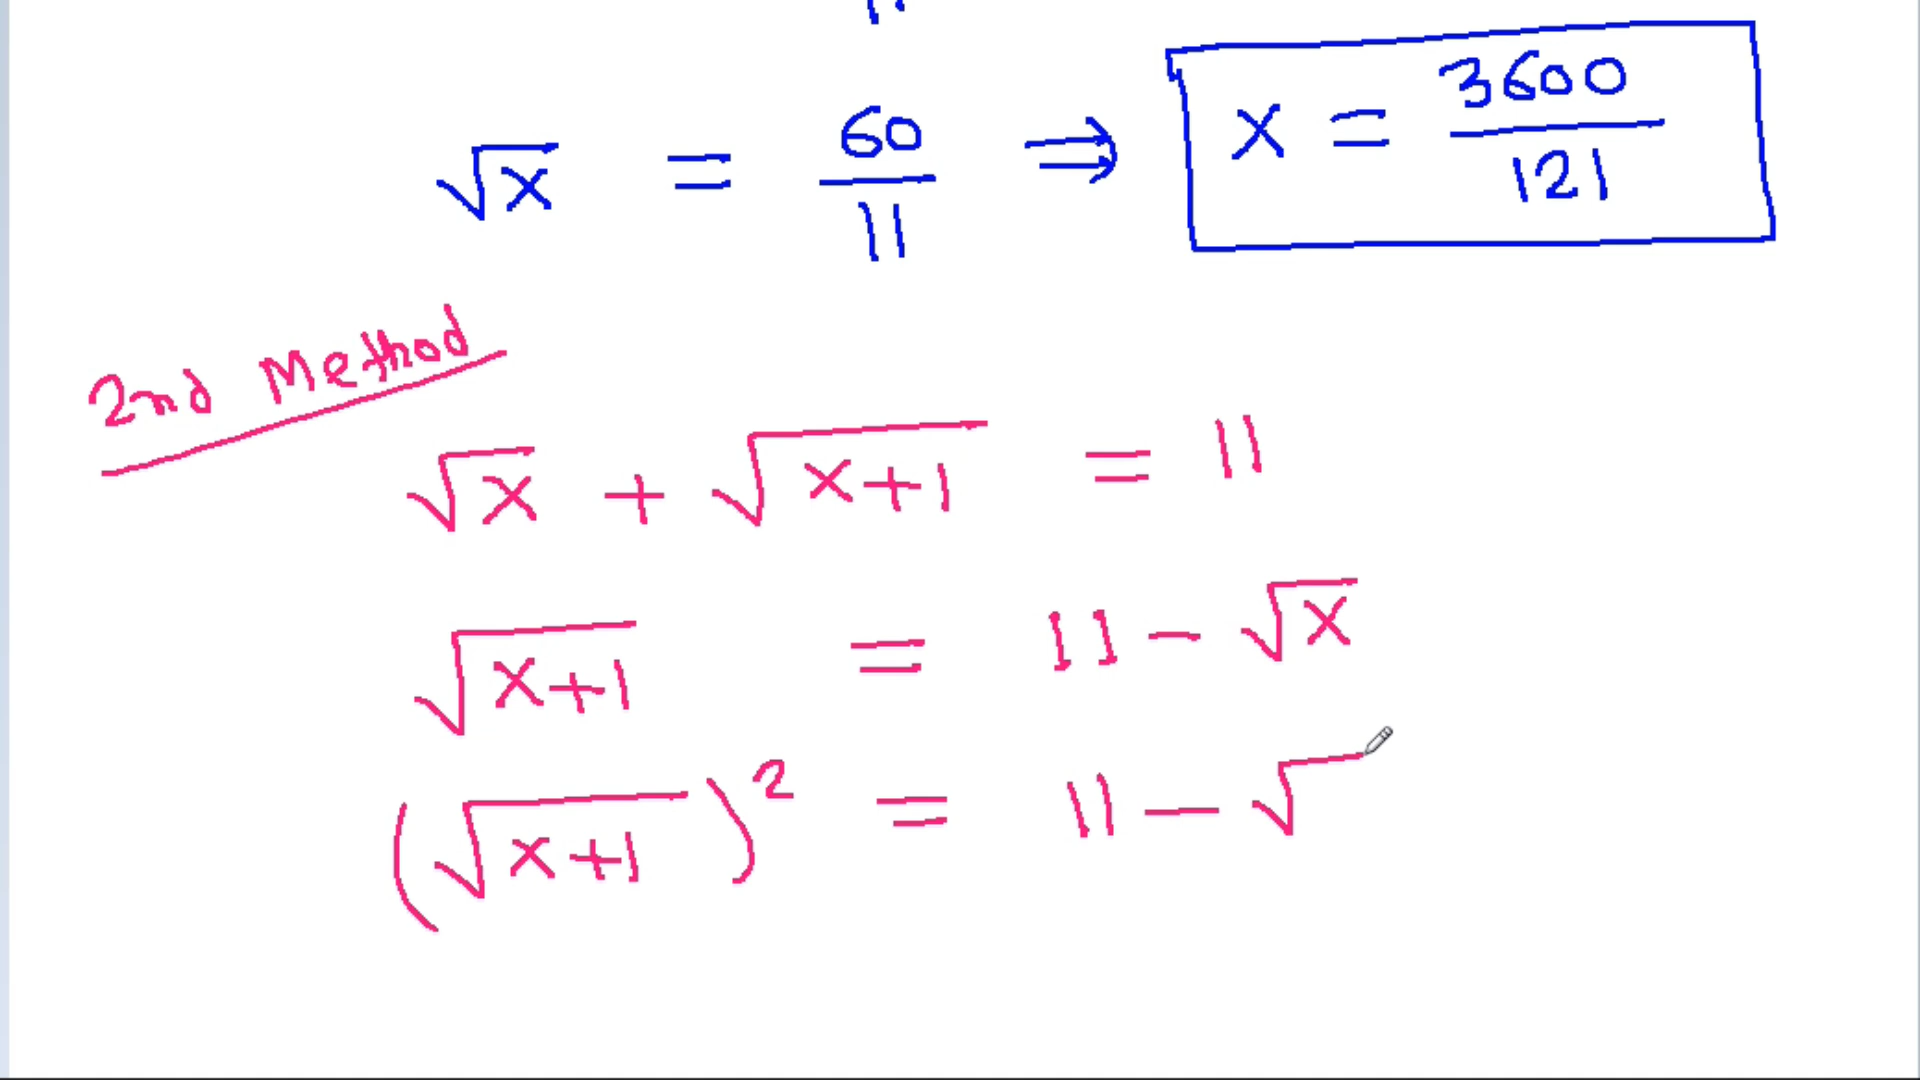 √x = 60/11 ⇒ x = 3600/121
2nd Method
√x + √(x+1) = 11
√(x+1) = 11 - √x
(√(x+1))² = 11 - √